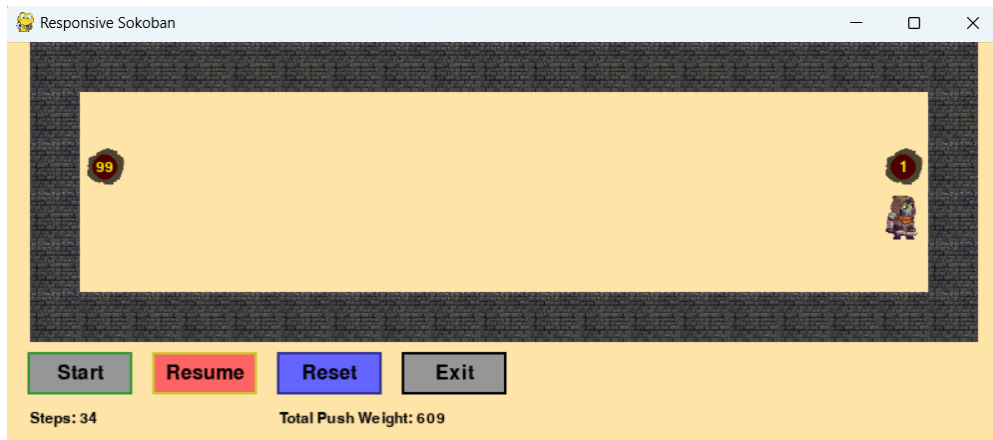 Responsive Sokoban
99 1
Start Resume Reset Exit
Steps: 34 Total Push Weight: 609